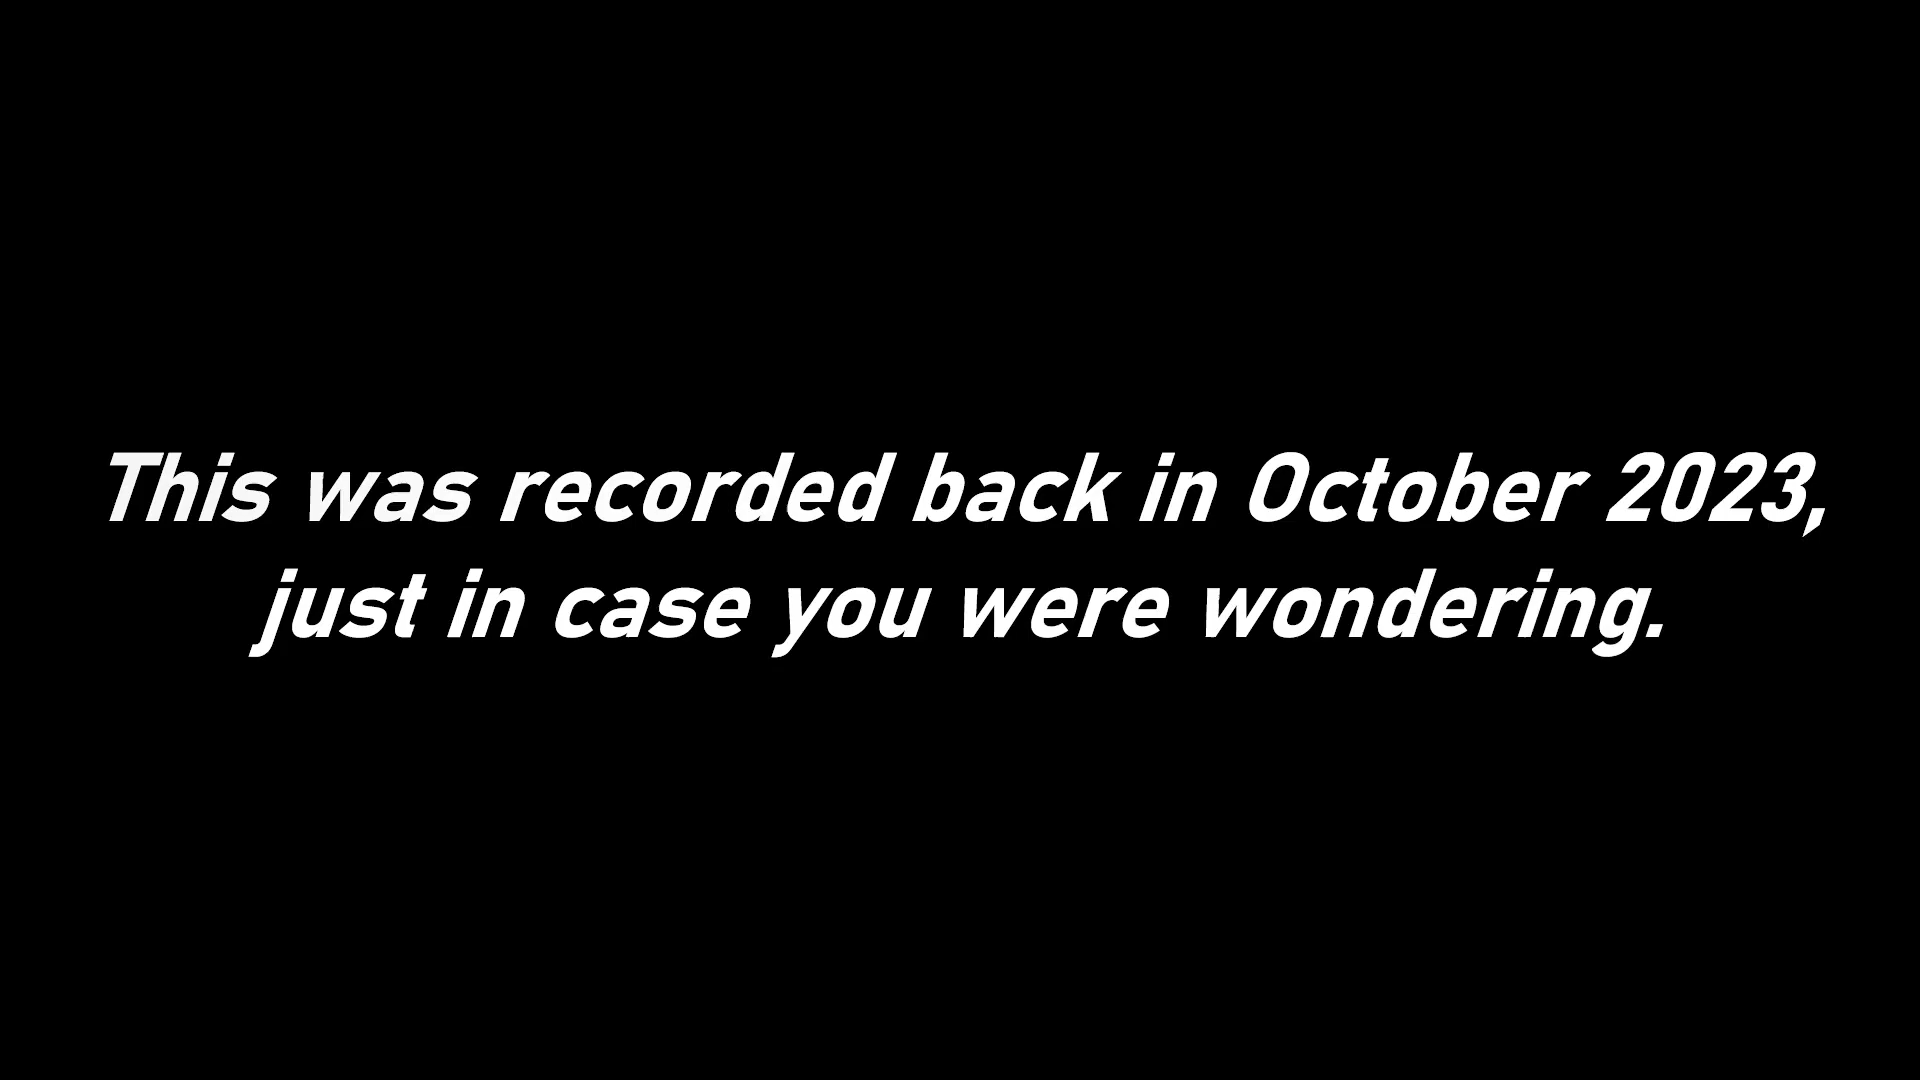 This was recorded back in October 2023,
just in case you were wondering.